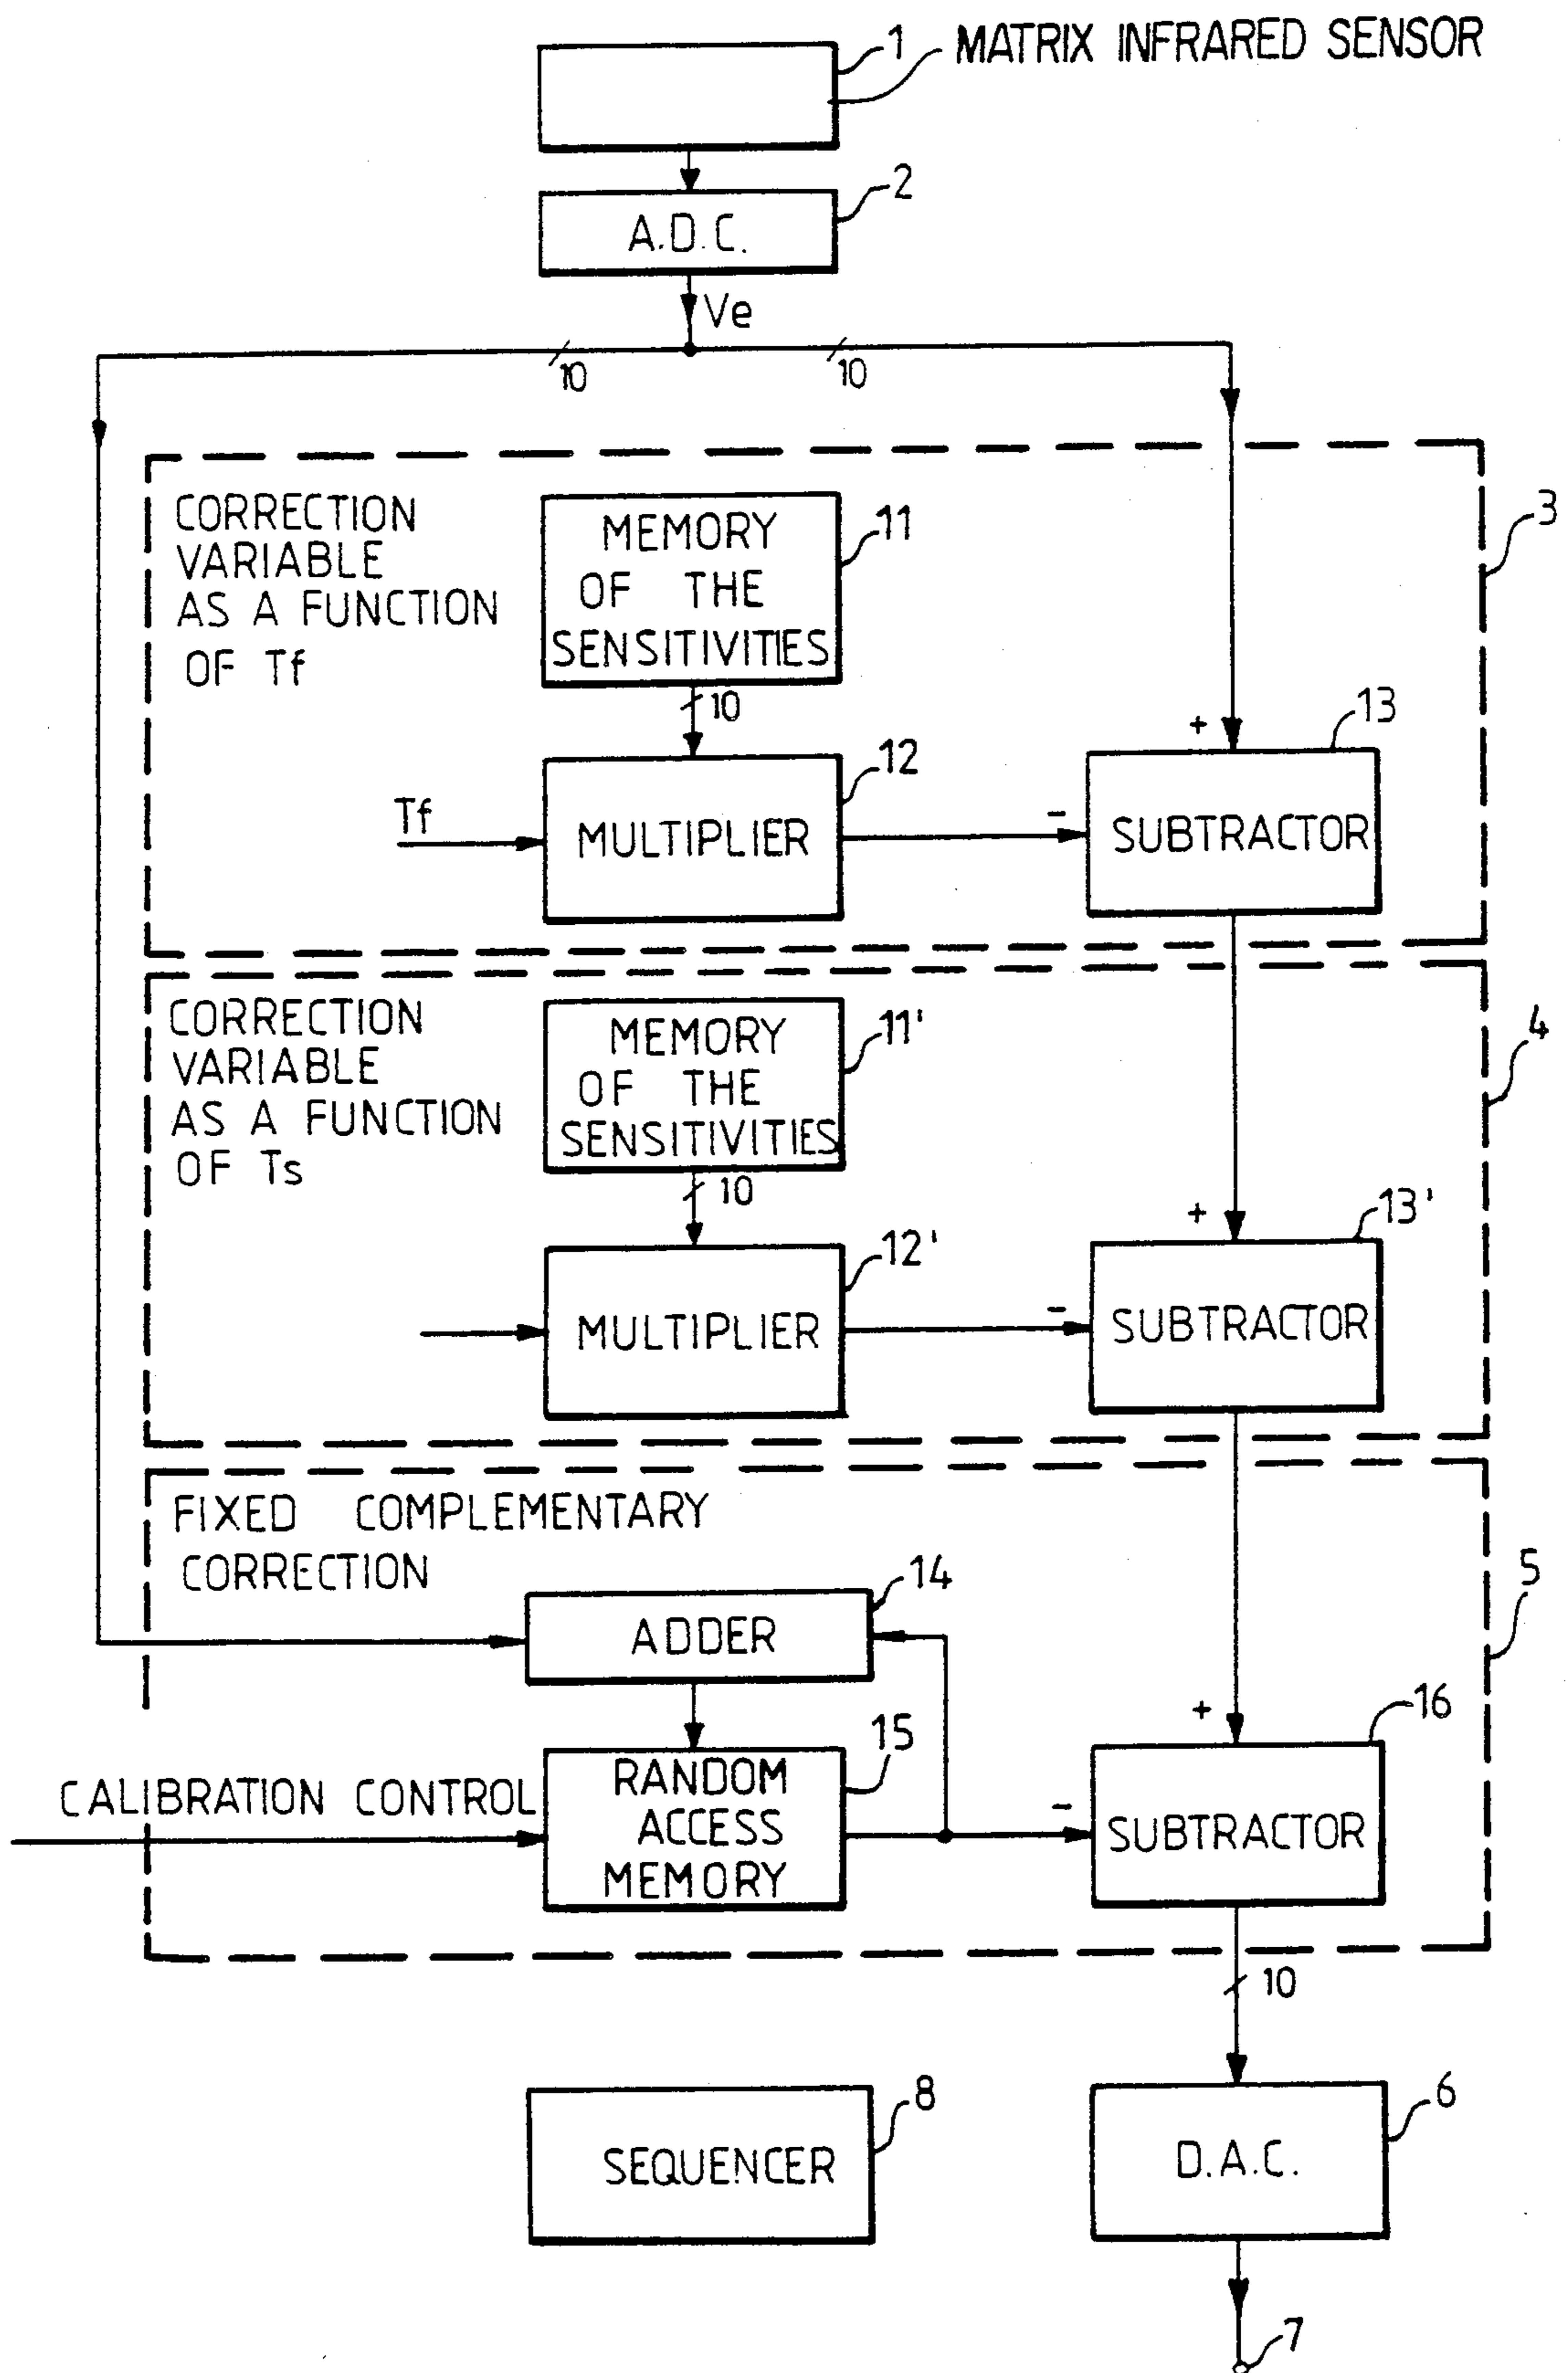 1
MATRIX INFRARED SENSOR
2
A.D.C.
Ve
10
10
CORRECTION
VARIABLE
AS A FUNCTION
OF Tf
MEMORY
OF THE
SENSITIVITIES
11
3
10
Tf
MULTIPLIER
12
-
+
SUBTRACTOR
13
CORRECTION
VARIABLE
AS A FUNCTION
OF Ts
MEMORY
OF THE
SENSITIVITIES
11'
4
10
MULTIPLIER
12'
-
+
SUBTRACTOR
13'
FIXED COMPLEMENTARY
CORRECTION
ADDER
14
5
CALIBRATION CONTROL
RANDOM
ACCESS
MEMORY
15
-
+
SUBTRACTOR
16
10
SEQUENCER
8
D.A.C.
6
7